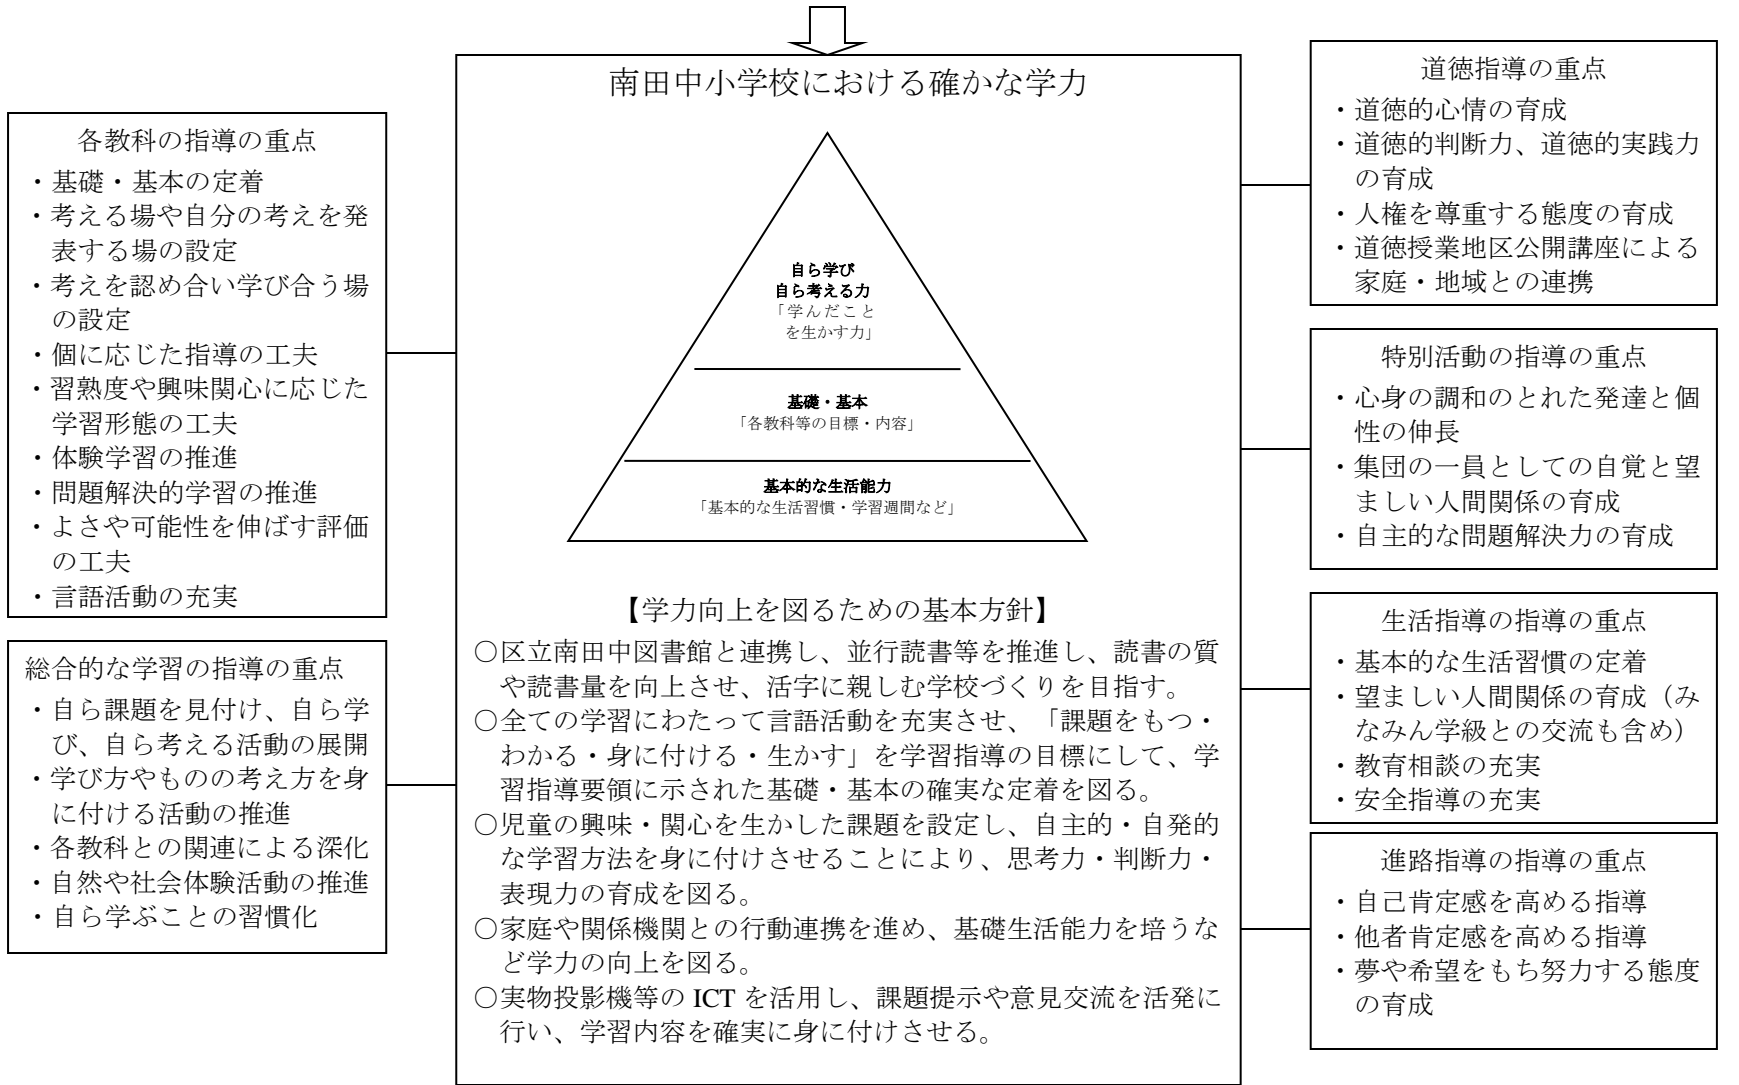 南田中小学校における確かな学力
自ら学び
自ら考える力
「学んだこと
を生かす力」
基礎・基本
「各教科等の目標・内容」
基本的な生活能力
「基本的な生活習慣・学習週間など」
【学力向上を図るための基本方針】
○区立南田中図書館と連携し、並行読書等を推進し、読書の質
や読書量を向上させ、活字に親しむ学校づくりを目指す。
○全ての学習にわたって言語活動を充実させ、「課題をもつ・
わかる・身に付ける・生かす」を学習指導の目標にして、学
習指導要領に示された基礎・基本の確実な定着を図る。
○児童の興味・関心を生かした課題を設定し、自主的・自発的
な学習方法を身に付けさせることにより、思考力・判断力・
表現力の育成を図る。
○家庭や関係機関との行動連携を進め、基礎生活能力を培うな
ど学力の向上を図る。
○実物投影機等の ICT を活用し、課題提示や意見交流を活発に
行い、学習内容を確実に身に付けさせる。
各教科の指導の重点
・基礎・基本の定着
・考える場や自分の考えを発
表する場の設定
・考えを認め合い学び合う場
の設定
・個に応じた指導の工夫
・習熟度や興味関心に応じた
学習形態の工夫
・体験学習の推進
・問題解決的学習の推進
・よさや可能性を伸ばす評価
の工夫
・言語活動の充実
総合的な学習の指導の重点
・自ら課題を見付け、自ら学
び、自ら考える活動の展開
・学び方やものの考え方を身
に付ける活動の推進
・各教科との関連による深化
・自然や社会体験活動の推進
・自ら学ぶことの習慣化
道徳指導の重点
・道徳的心情の育成
・道徳的判断力、道徳的実践力
の育成
・人権を尊重する態度の育成
・道徳授業地区公開講座による
家庭・地域との連携
特別活動の指導の重点
・心身の調和のとれた発達と個
性の伸長
・集団の一員としての自覚と望
ましい人間関係の育成
・自主的な問題解決力の育成
生活指導の指導の重点
・基本的な生活習慣の定着
・望ましい人間関係の育成（み
なみん学級との交流も含め）
・教育相談の充実
・安全指導の充実
進路指導の指導の重点
・自己肯定感を高める指導
・他者肯定感を高める指導
・夢や希望をもち努力する態度
の育成